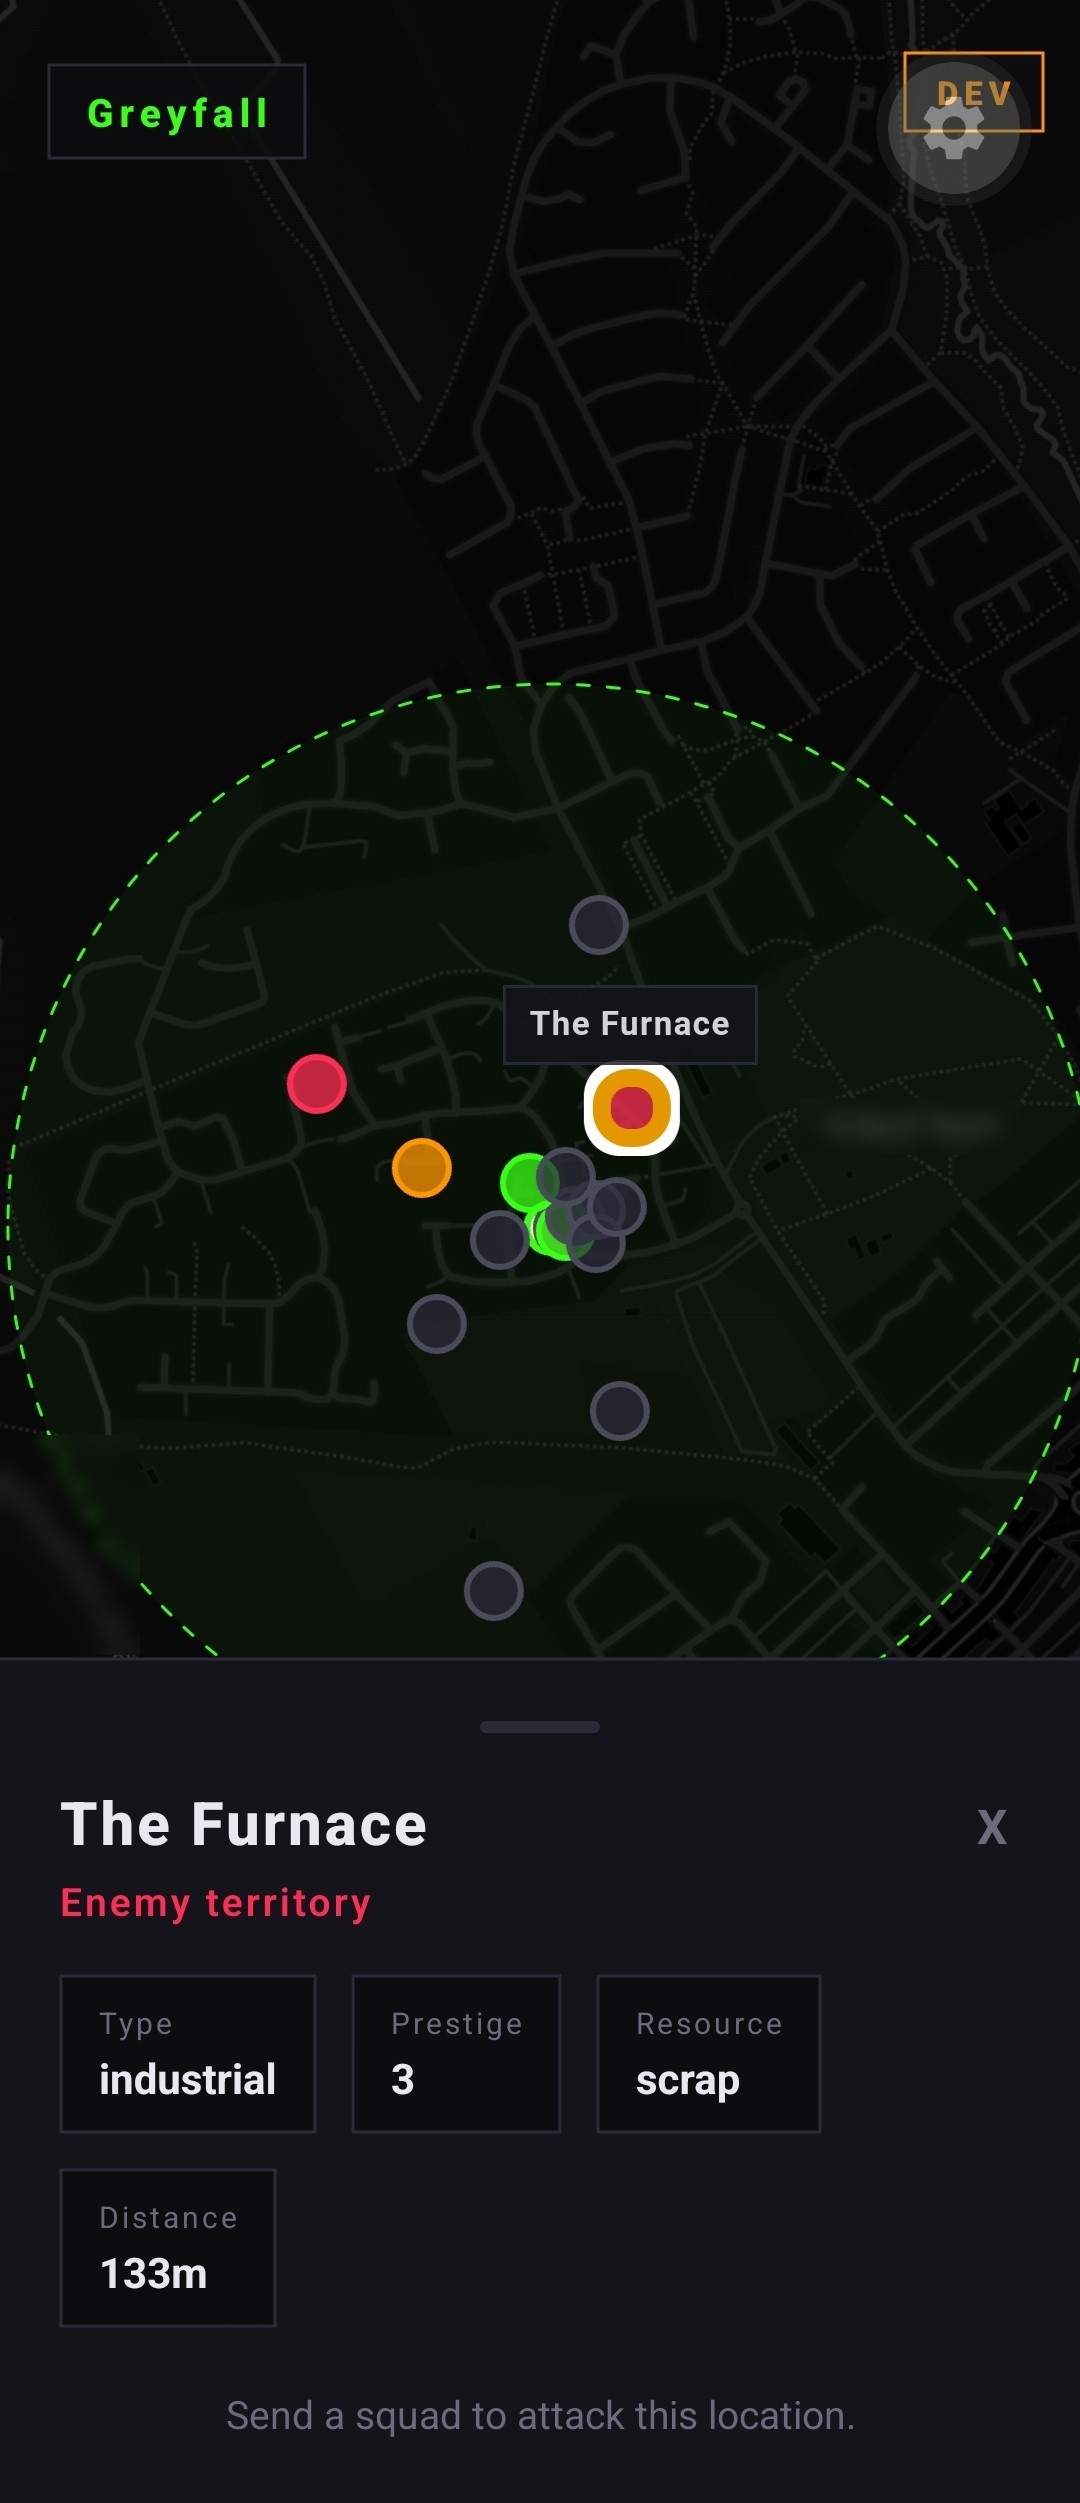 Greyfall
DEV
The Furnace
The Furnace
X
Enemy territory
Type
industrial
Prestige
3
Resource
scrap
Distance
133m
Send a squad to attack this location.